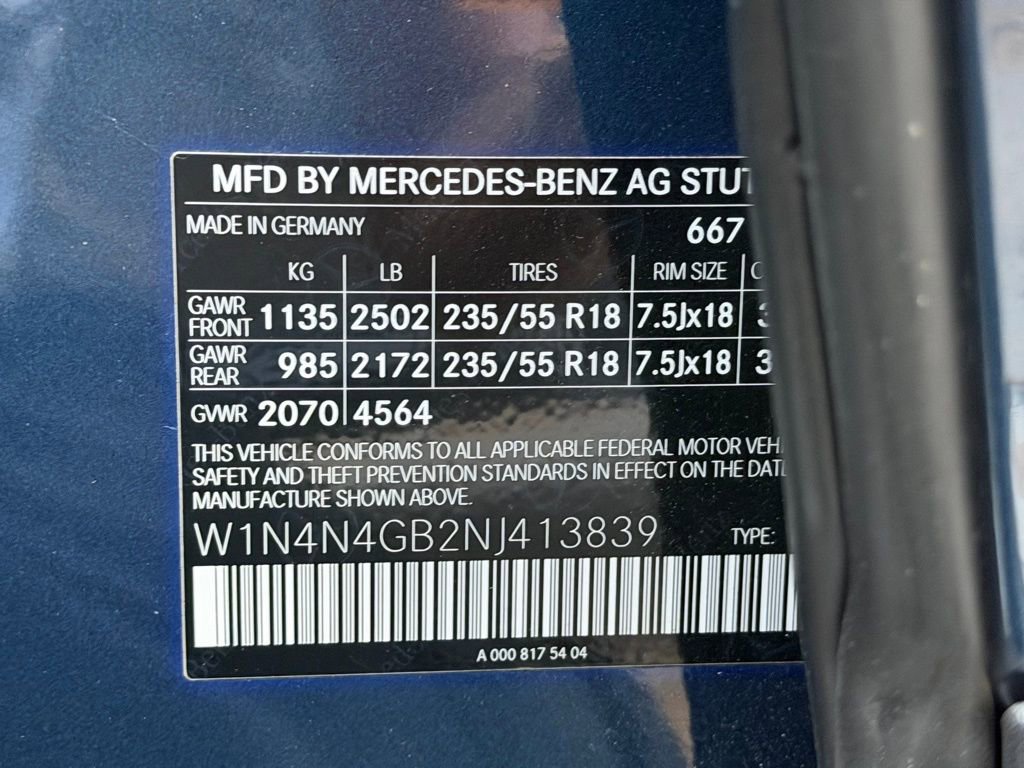 MFD BY MERCEDES-BENZ AG STUT
MADE IN GERMANY 667
KG LB TIRES RIM SIZE C
GAWR FRONT 1135 2502 235/55 R18 7.5Jx18 3
GAWR REAR 985 2172 235/55 R18 7.5Jx18 3
GVWR 2070 4564
THIS VEHICLE CONFORMS TO ALL APPLICABLE FEDERAL MOTOR VEH
SAFETY AND THEFT PREVENTION STANDARDS IN EFFECT ON THE DATE
MANUFACTURE SHOWN ABOVE.
W1N4N4GB2NJ413839 TYPE:
A 000 817 54 04